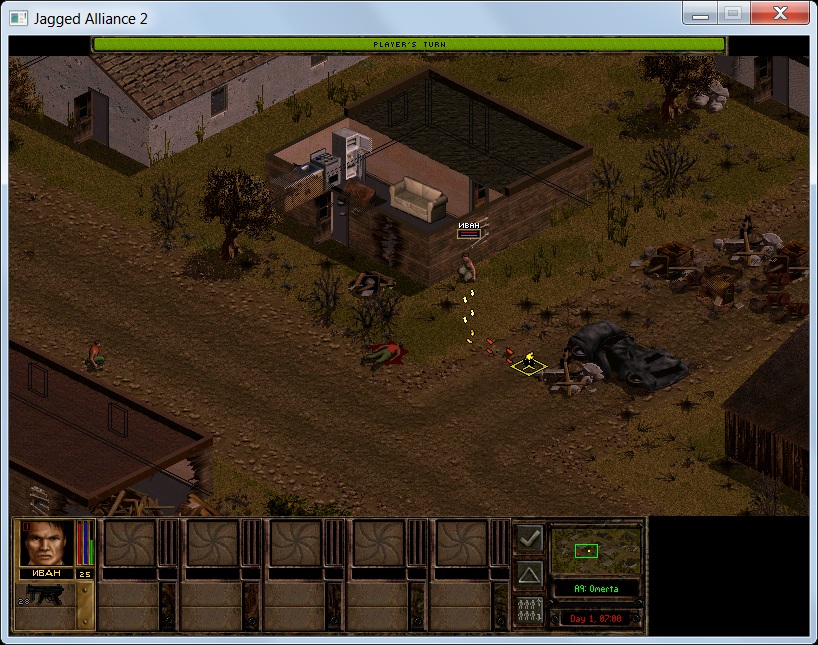 Jagged Alliance 2
PLAYER'S TURN
ИВАН
ИВАН 25
28
A9: Omerta
Day 1, 07:00